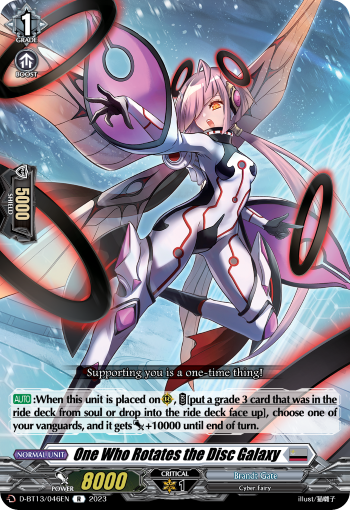 1
GRADE
BOOST
5000
SHIELD
Supporting you is a one-time thing!
AUTO :When this unit is placed on R, [put a grade 3 card that was in the
ride deck from soul or drop into the ride deck face up], choose one of
your vanguards, and it gets +10000 until end of turn.
NORMAL UNIT One Who Rotates the Disc Galaxy
POWER 8000 CRITICAL 1 Brandt Gate
Cyber Fairy
D-BT13/046EN R 2023 illust/猫囃子